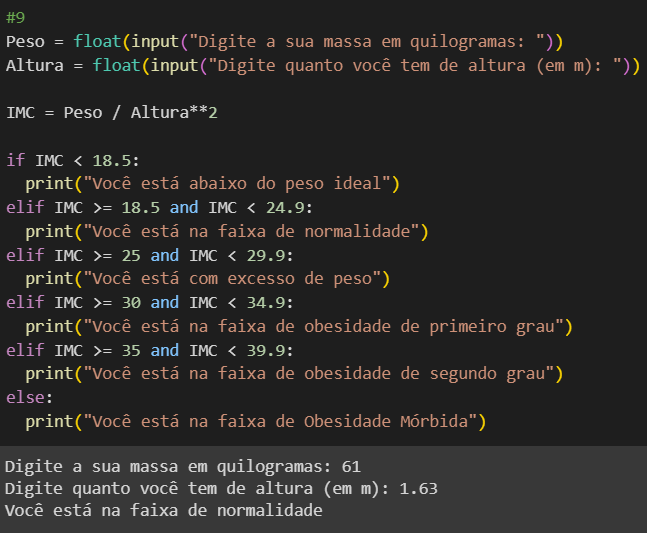 #9
Peso = float(input("Digite a sua massa em quilogramas: "))
Altura = float(input("Digite quanto você tem de altura (em m): "))
IMC = Peso / Altura**2
if IMC < 18.5:
  print("Você está abaixo do peso ideal")
elif IMC >= 18.5 and IMC < 24.9:
  print("Você está na faixa de normalidade")
elif IMC >= 25 and IMC < 29.9:
  print("Você está com excesso de peso")
elif IMC >= 30 and IMC < 34.9:
  print("Você está na faixa de obesidade de primeiro grau")
elif IMC >= 35 and IMC < 39.9:
  print("Você está na faixa de obesidade de segundo grau")
else:
  print("Você está na faixa de Obesidade Mórbida")
Digite a sua massa em quilogramas: 61
Digite quanto você tem de altura (em m): 1.63
Você está na faixa de normalidade